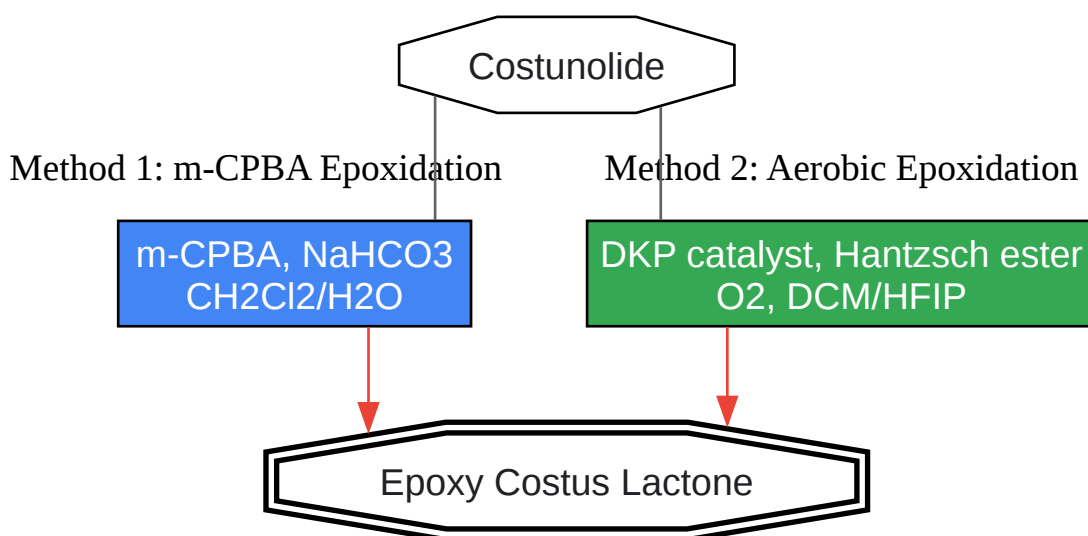 Costunolide
Method 1: m-CPBA Epoxidation
Method 2: Aerobic Epoxidation
m-CPBA, NaHCO3
CH2Cl2/H2O
DKP catalyst, Hantzsch ester
O2, DCM/HFIP
Epoxy Costus Lactone